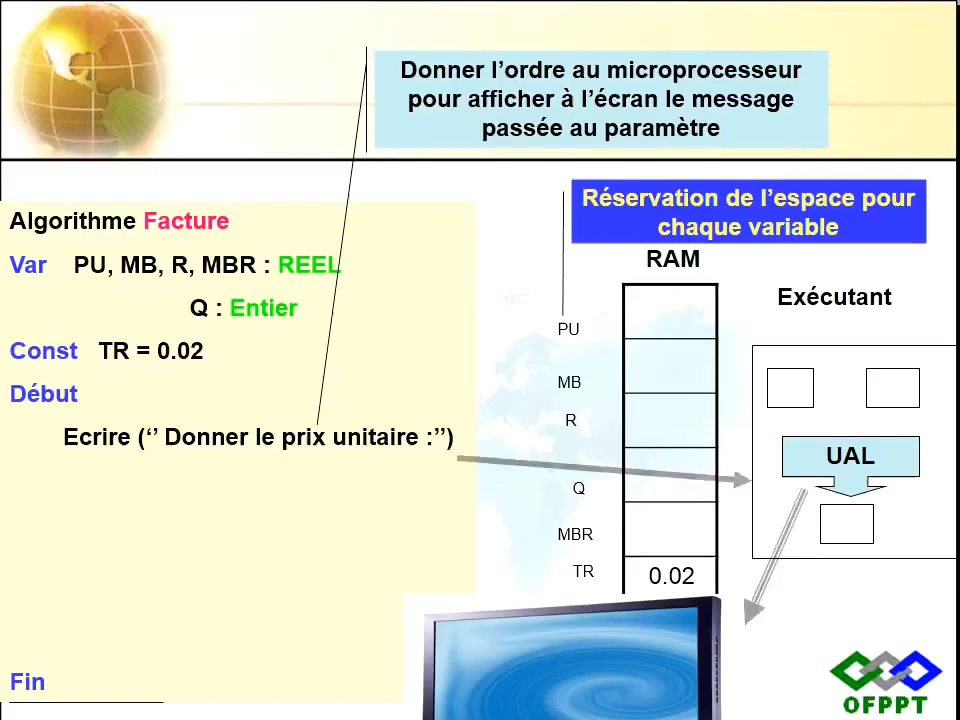 Donner l’ordre au microprocesseur
pour afficher à l’écran le message
passée au paramètre
Réservation de l’espace pour
chaque variable
Algorithme Facture
Var PU, MB, R, MBR : REEL
Q : Entier
Const TR = 0.02
Début
Ecrire (‘’ Donner le prix unitaire :’’)
Fin
RAM
PU
MB
R
Q
MBR
TR 0.02
Exécutant
UAL
OFPPT